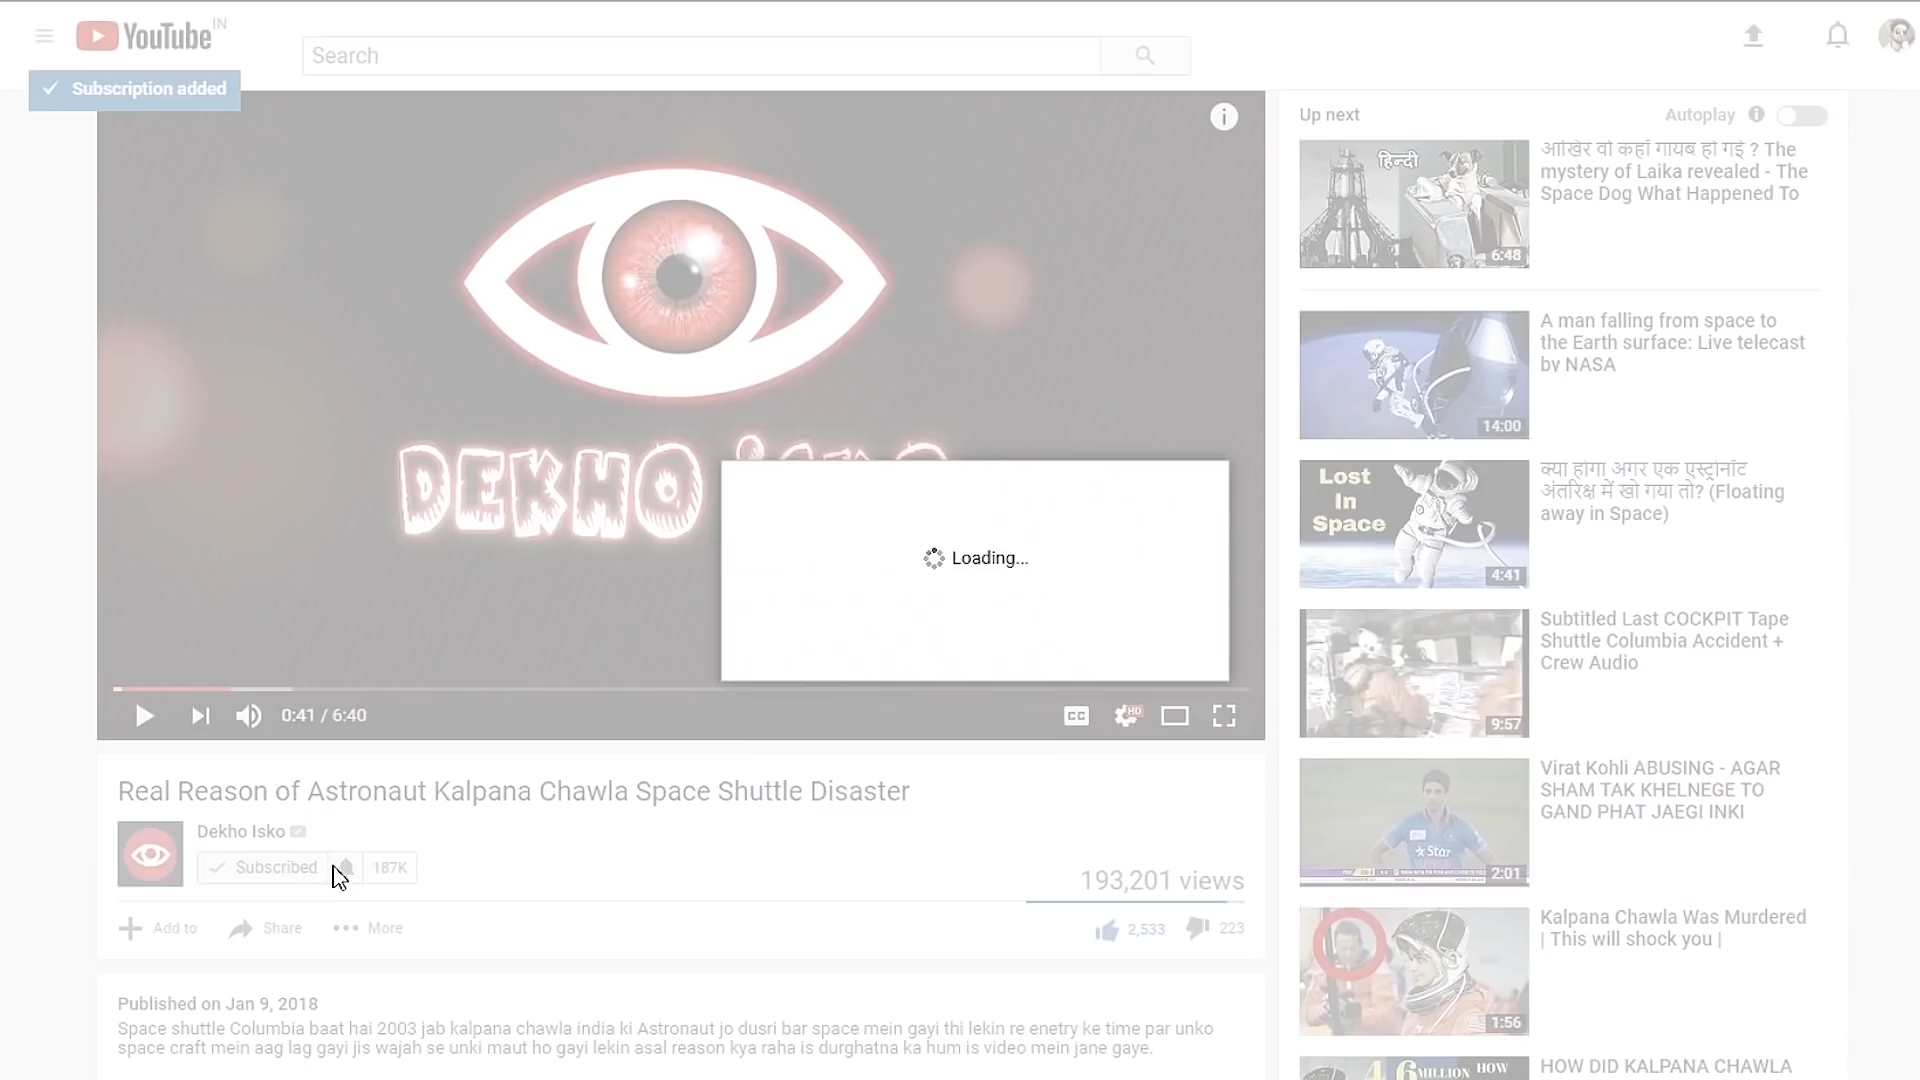 YouTube IN
Search
Subscription added
Up next
Autoplay
हिन्दी
6:48
आखिर वो कहाँ गायब हो गई ? The
mystery of Laika revealed - The
Space Dog What Happened To
14:00
A man falling from space to
the Earth surface: Live telecast
by NASA
Lost
In
Space
4:41
क्या होगा अगर एक एस्ट्रोनॉट
अंतरिक्ष में खो गया तो? (Floating
away in Space)
9:57
Subtitled Last COCKPIT Tape
Shuttle Columbia Accident +
Crew Audio
Star
2:01
Virat Kohli ABUSING - AGAR
SHAM TAK KHELNEGE TO
GAND PHAT JAEGI INKI
1:56
Kalpana Chawla Was Murdered
| This will shock you |
MILLION HOW
HOW DID KALPANA CHAWLA
DEKHO
Loading...
0:41 / 6:40
CC
HD
Real Reason of Astronaut Kalpana Chawla Space Shuttle Disaster
Dekho Isko
Subscribed
187K
193,201 views
Add to
Share
More
2,533
223
Published on Jan 9, 2018
Space shuttle Columbia baat hai 2003 jab kalpana chawla india ki Astronaut jo dusri bar space mein gayi thi lekin re enetry ke time par unko
space craft mein aag lag gayi jis wajah se unki maut ho gayi lekin asal reason kya raha is durghatna ka hum is video mein jane gaye.